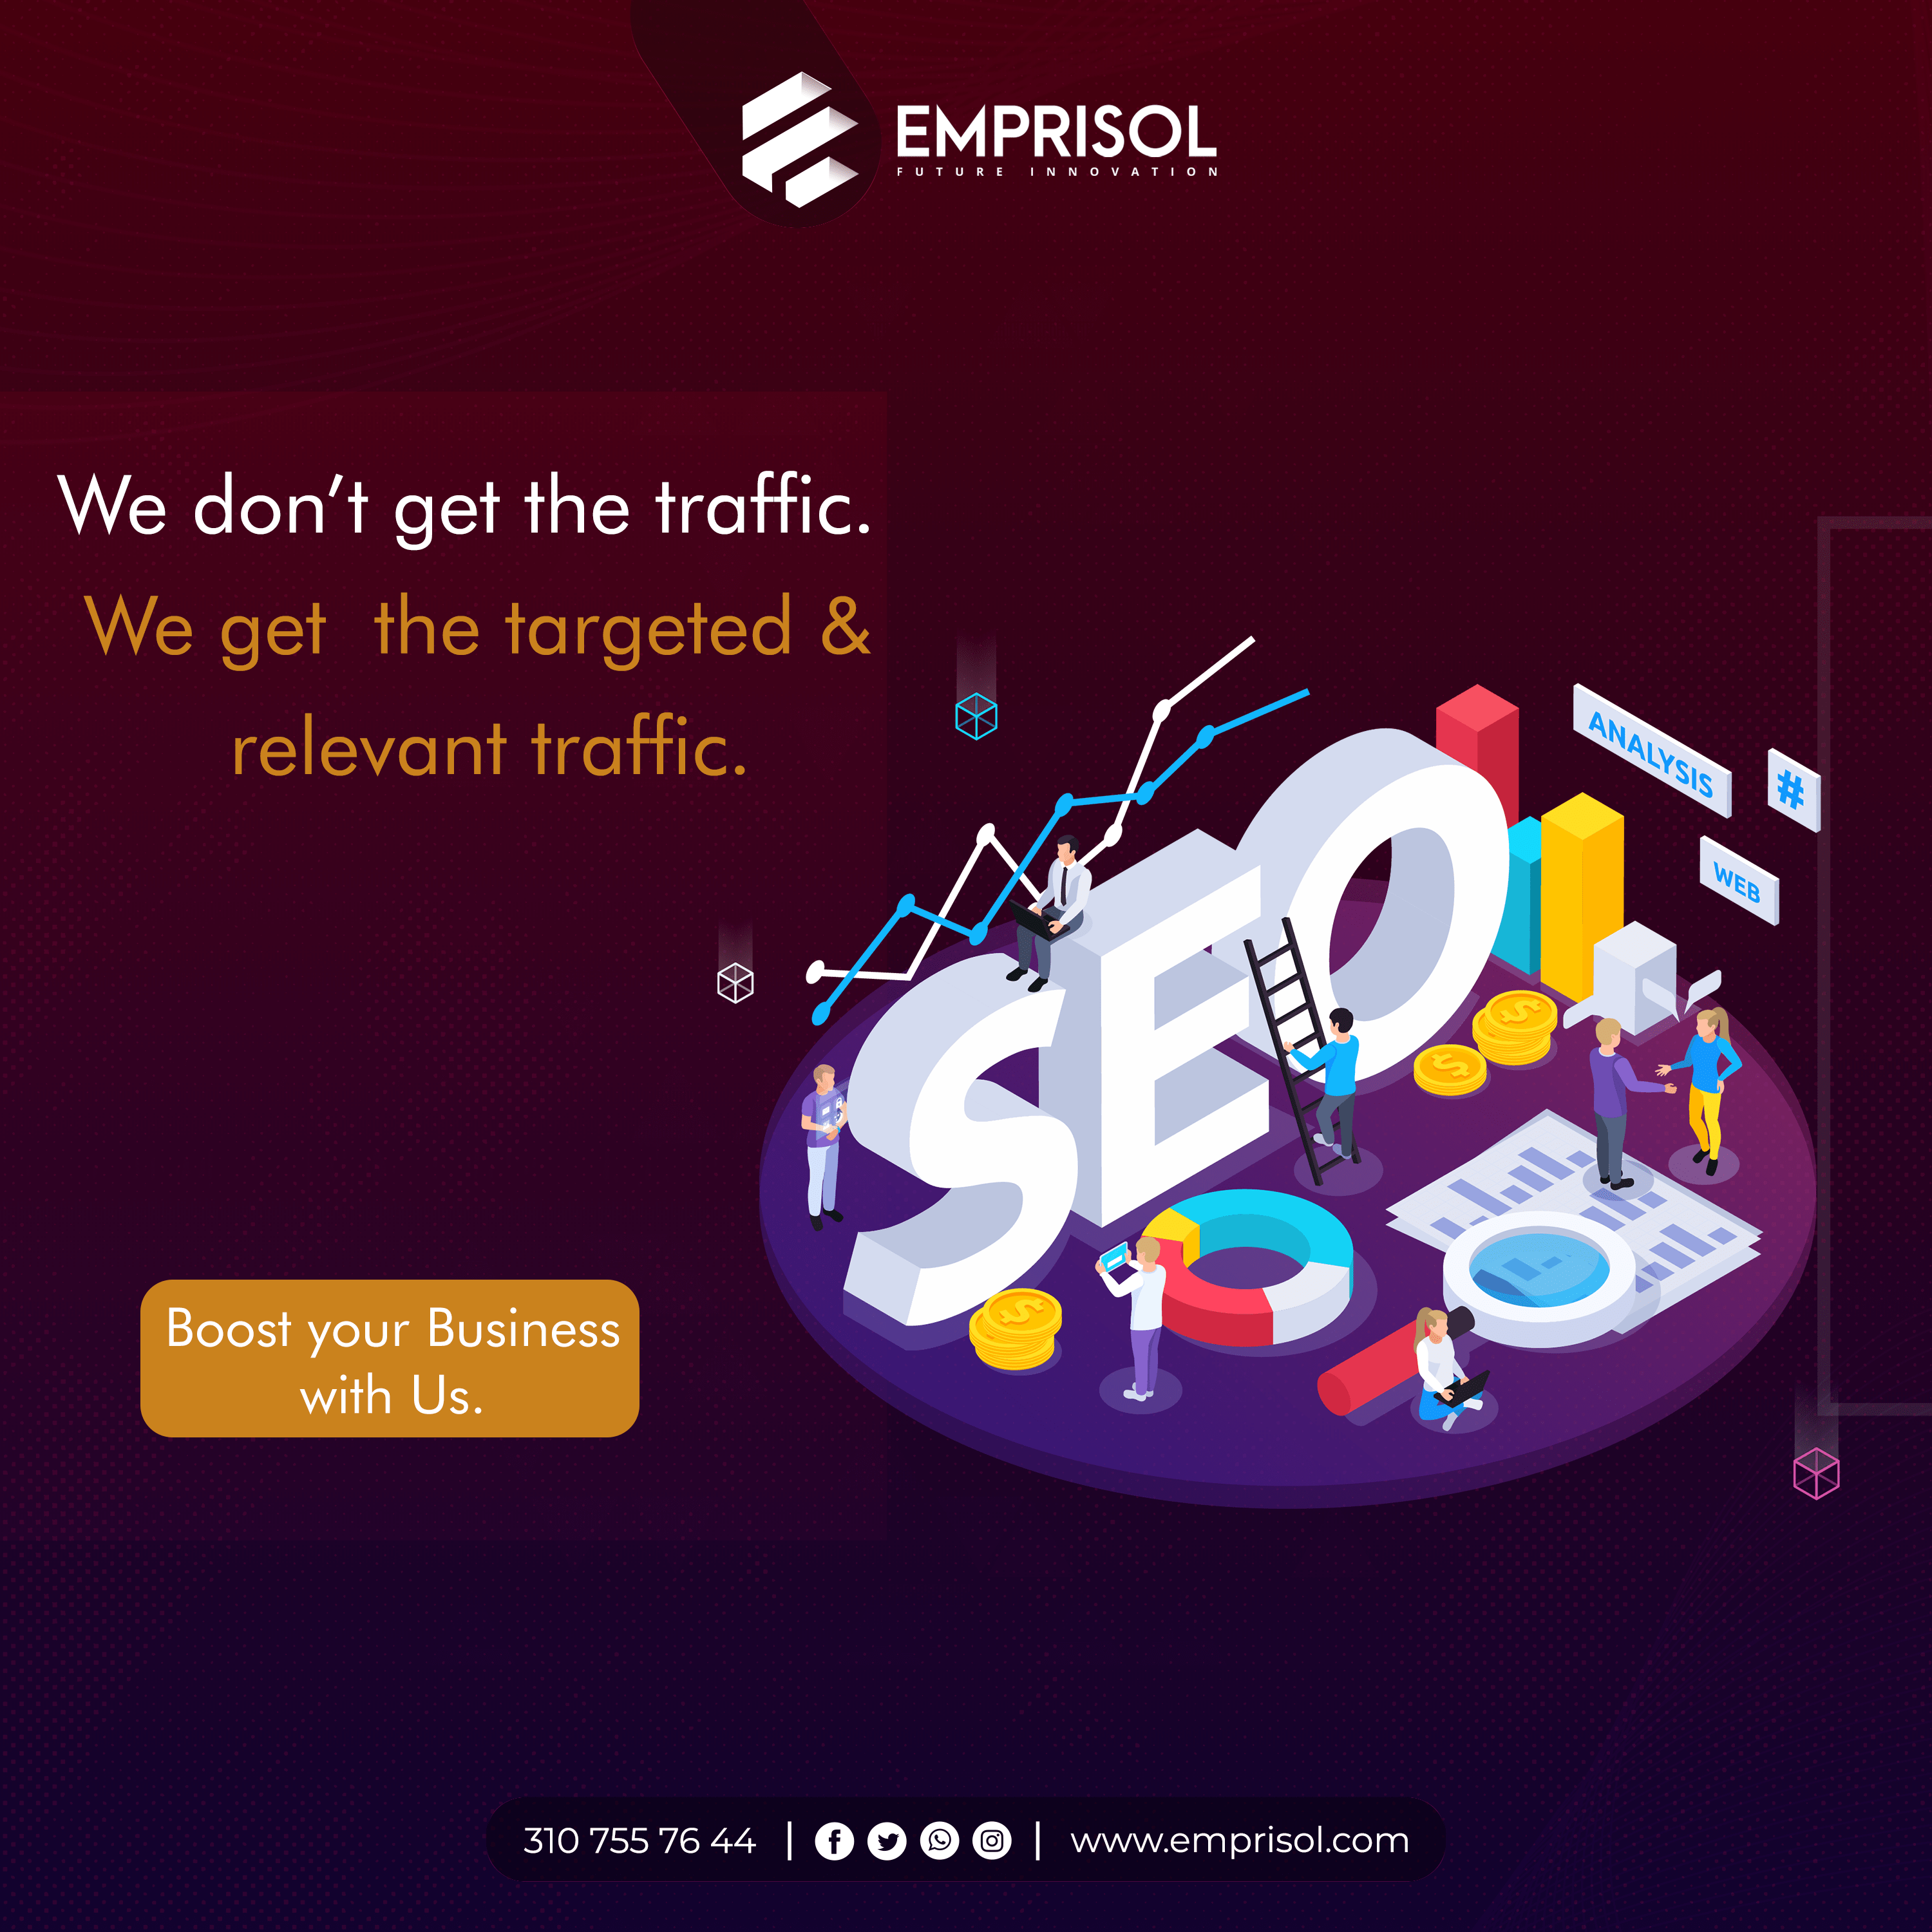 EMPRISOL
FUTURE INNOVATION
We don't get the traffic.
We get the targeted &
relevant traffic.
ANALYSIS
#
WEB
SEO
Boost your Business
with Us.
310 755 76 44 | | www.emprisol.com